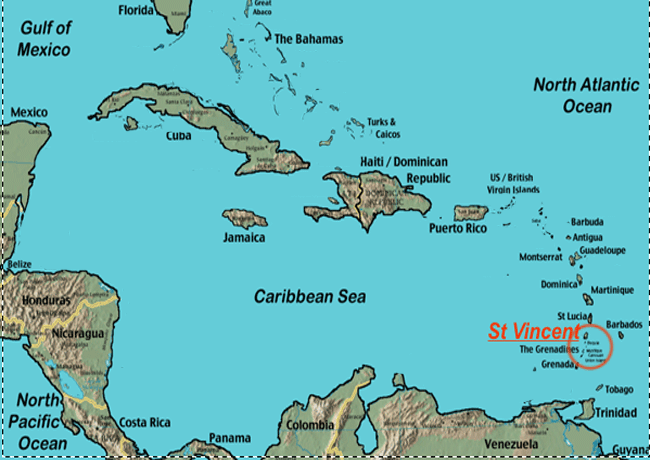 Florida
Great
Abaco
Miami
Gulf of
Mexico
The Bahamas
North Atlantic
Ocean
Mexico
Cuba
Turks &
Caicos
Haiti / Dominican
Republic
US / British
Virgin Islands
Jamaica
Puerto Rico
Barbuda
Antigua
Guadeloupe
Montserrat
Belize
Dominica
Martinique
Honduras
Caribbean Sea
St Lucia
Barbados
St Vincent
Nicaragua
The Grenadines
Grenada
Managua
Tobago
North
Pacific
Ocean
Costa Rica
Panama
Colombia
Venezuela
Trinidad
Guyana